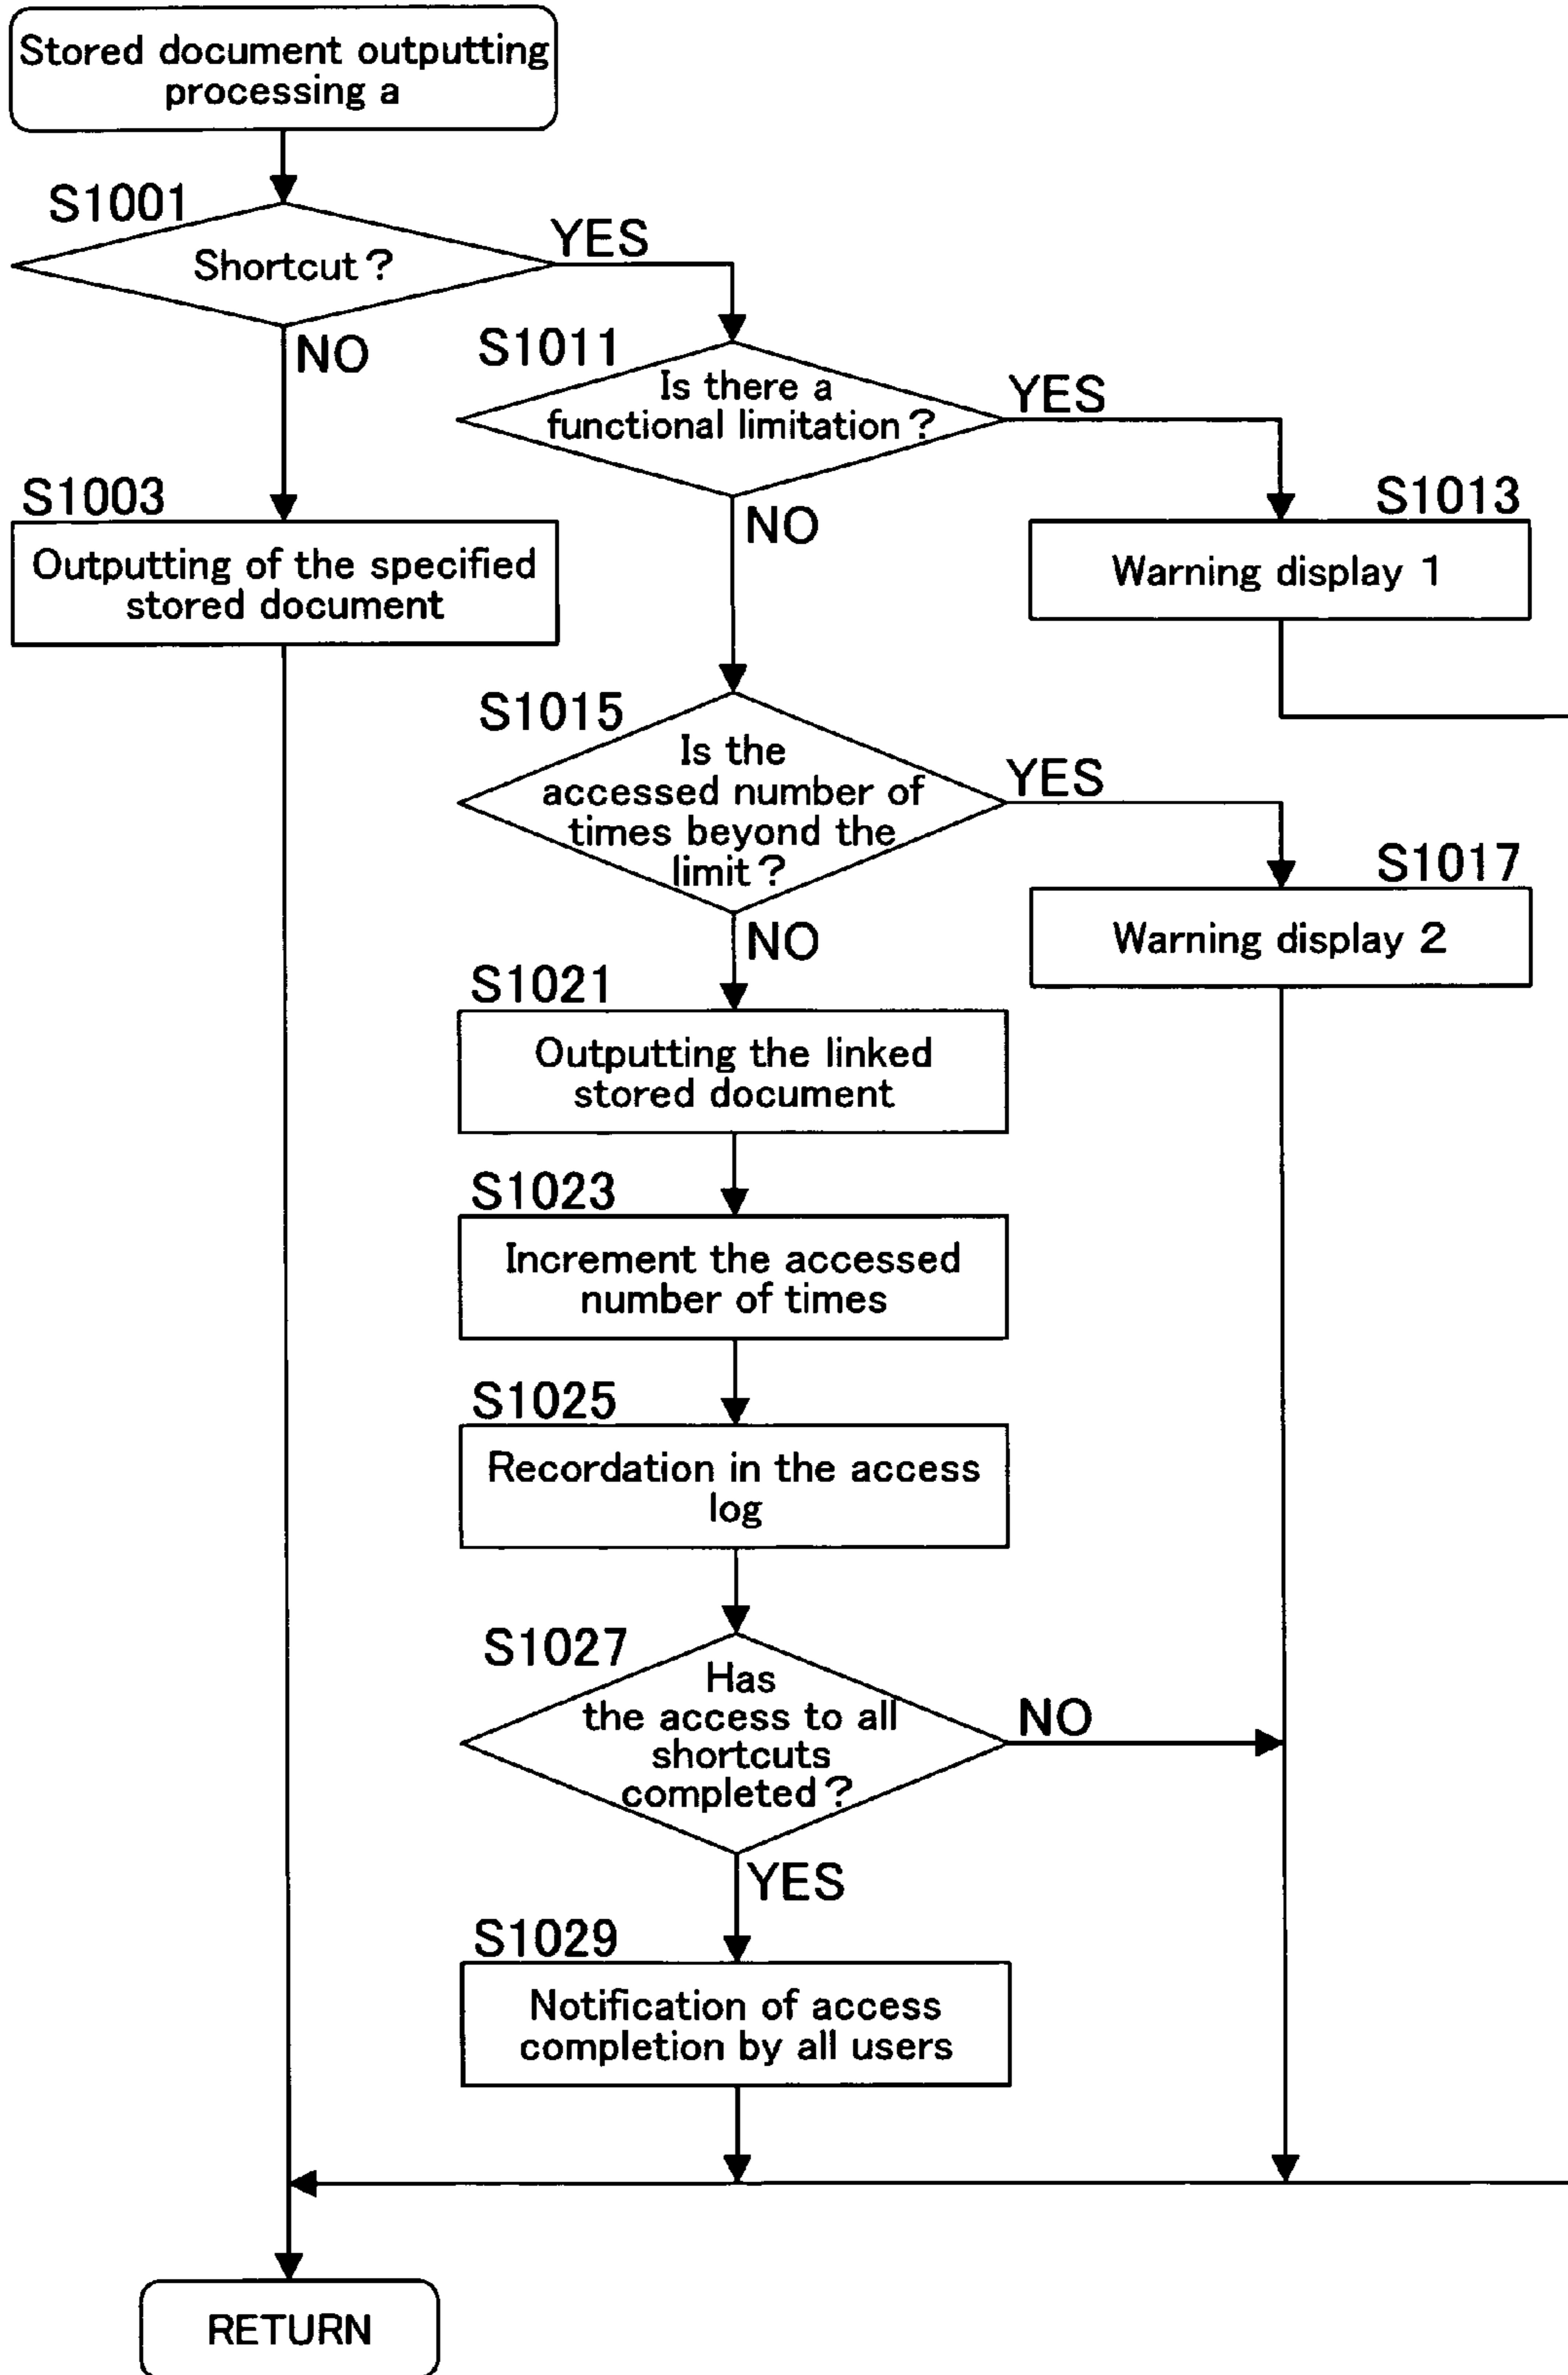 Stored document outputting
processing a
S1001
Shortcut?
YES
NO
S1011
Is there a
functional limitation?
YES
NO
S1003
Outputting of the specified
stored document
S1013
Warning display 1
S1015
Is the
accessed number of
times beyond the
limit?
YES
NO
S1017
Warning display 2
S1021
Outputting the linked
stored document
S1023
Increment the accessed
number of times
S1025
Recordation in the access
log
S1027
Has
the access to all
shortcuts
completed?
NO
YES
S1029
Notification of access
completion by all users
RETURN